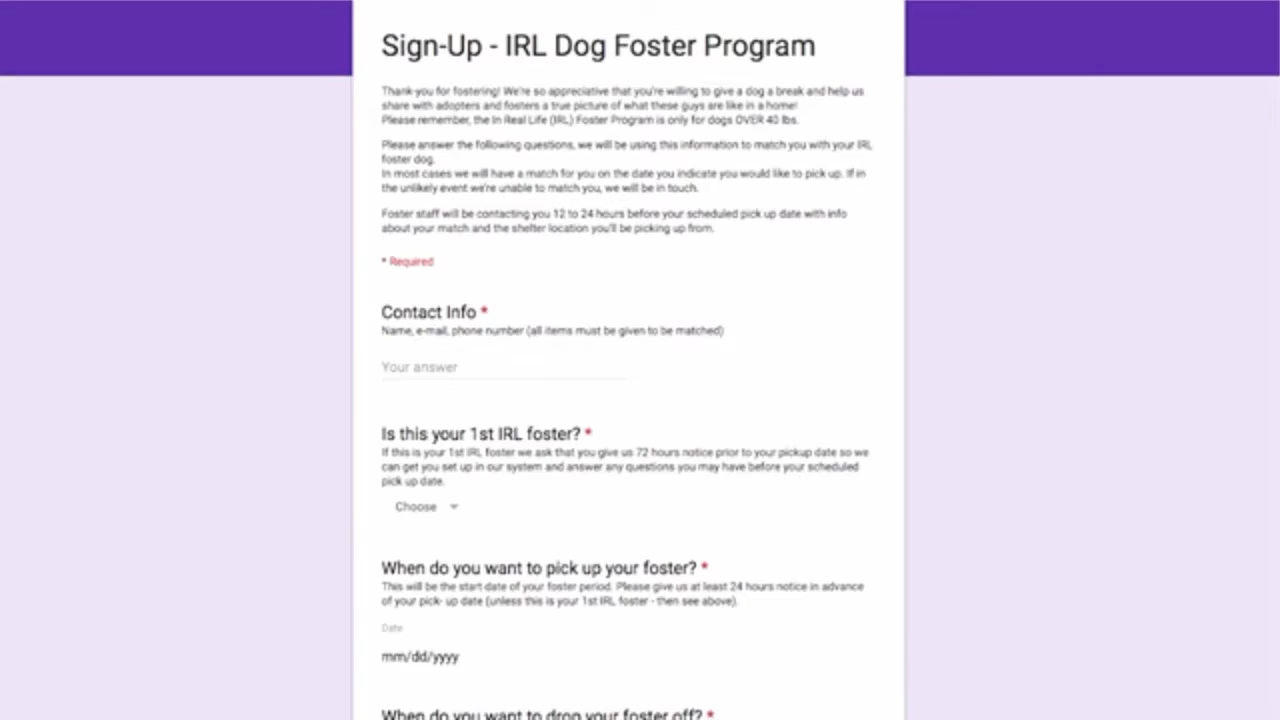 Sign-Up - IRL Dog Foster Program
Thank-you for fostering! We're so appreciative that you're willing to give a dog a break and help us
share with adopters and fosters a true picture of what these guys are like in a home!
Please remember, the In Real Life (IRL) Foster Program is only for dogs OVER 40 lbs.
Please answer the following questions, we will be using this information to match you with your IRL
foster dog.
In most cases we will have a match for you on the date you indicate you would like to pick up. If in
the unlikely event we're unable to match you, we will be in touch.
Foster staff will be contacting you 12 to 24 hours before your scheduled pick up date with info
about your match and the shelter location you'll be picking up from.
* Required
Contact Info *
Name, e-mail, phone number (all items must be given to be matched)
Your answer
Is this your 1st IRL foster? *
If this is your 1st IRL foster we ask that you give us 72 hours notice prior to your pickup date so we
can get you set up in our system and answer any questions you may have before your scheduled
pick up date.
Choose
When do you want to pick up your foster? *
This will be the start date of your foster period. Please give us at least 24 hours notice in advance
of your pick- up date (unless this is your 1st IRL foster - then see above).
Date
mm/dd/yyyy
When do you want to drop your foster off? *